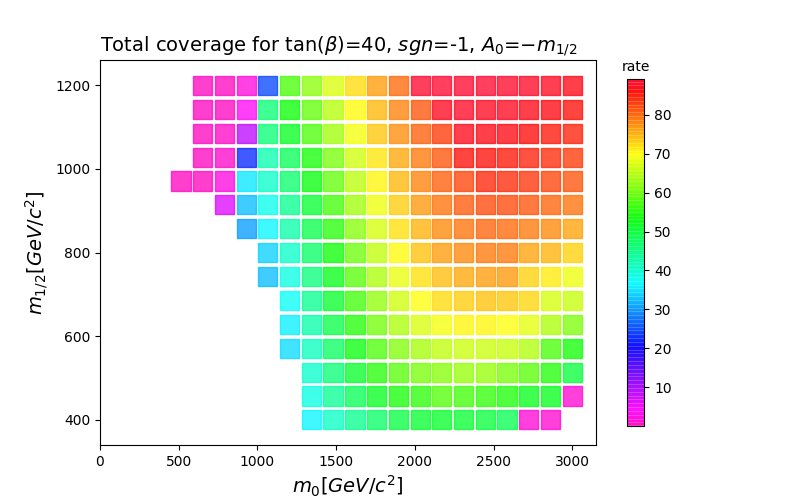 Total coverage for tan(β)=40, sgn=-1, A₀=−m₁/₂
rate
1200
1000
800
600
400
m₁/₂[GeV/c²]
0 500 1000 1500 2000 2500 3000
m₀[GeV/c²]
80
70
60
50
40
30
20
10